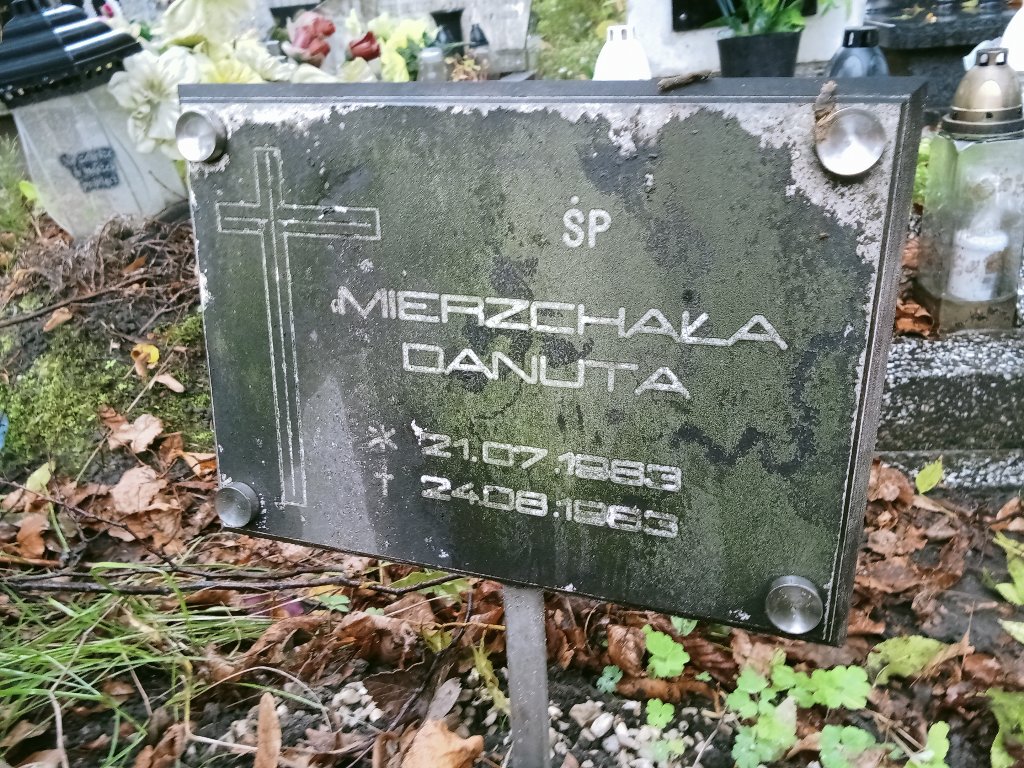 ŚP
MIERZCHAŁA
DANUTA
* 21.07.1983
† 24.08.1983